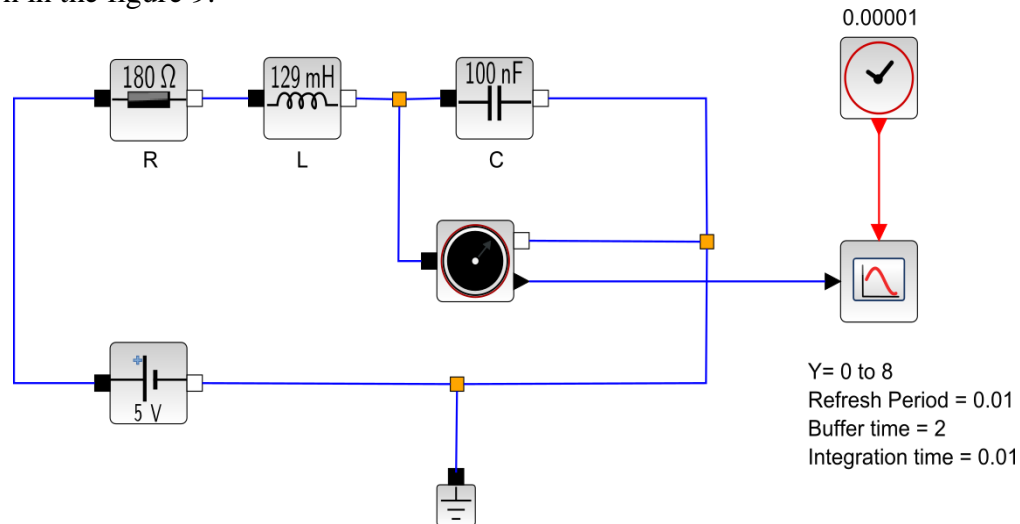 n in the figure 9.
0.00001
180 Ω
129 mH
100 nF
R
L
C
5 V
Y= 0 to 8
Refresh Period = 0.01
Buffer time = 2
Integration time = 0.01